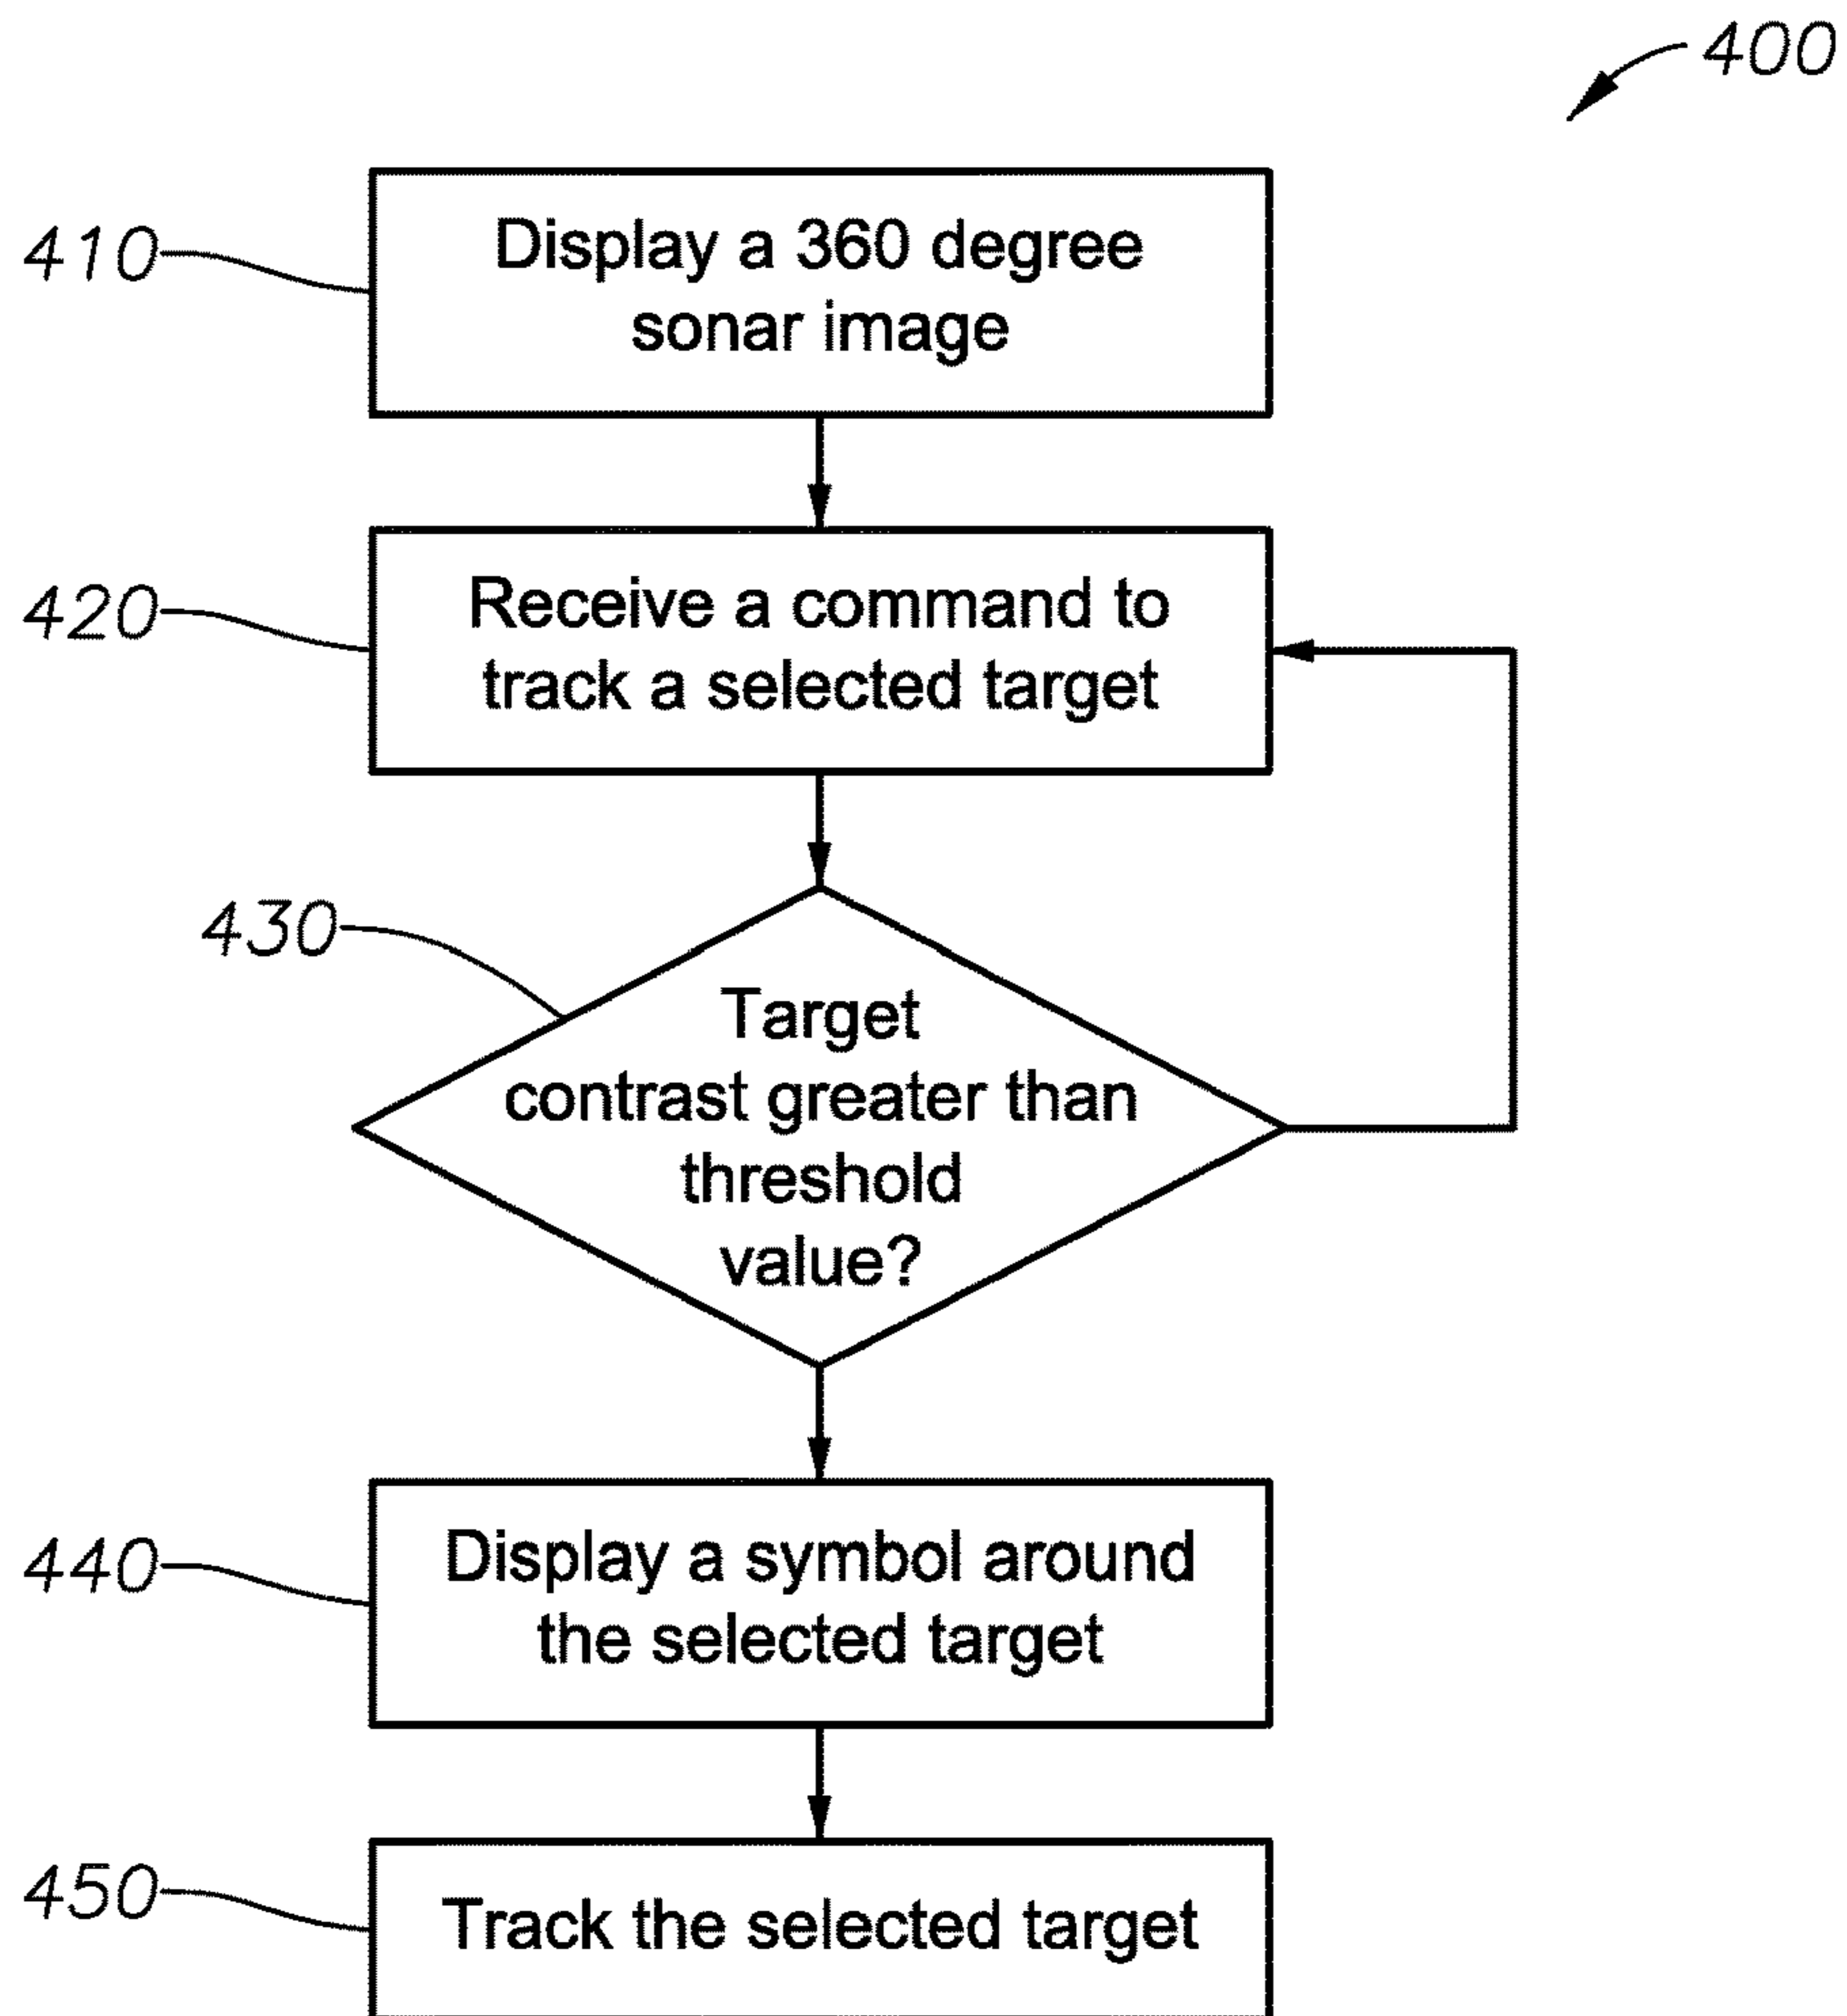 400
410
Display a 360 degree
sonar image
420
Receive a command to
track a selected target
430
Target
contrast greater than
threshold
value?
440
Display a symbol around
the selected target
450
Track the selected target